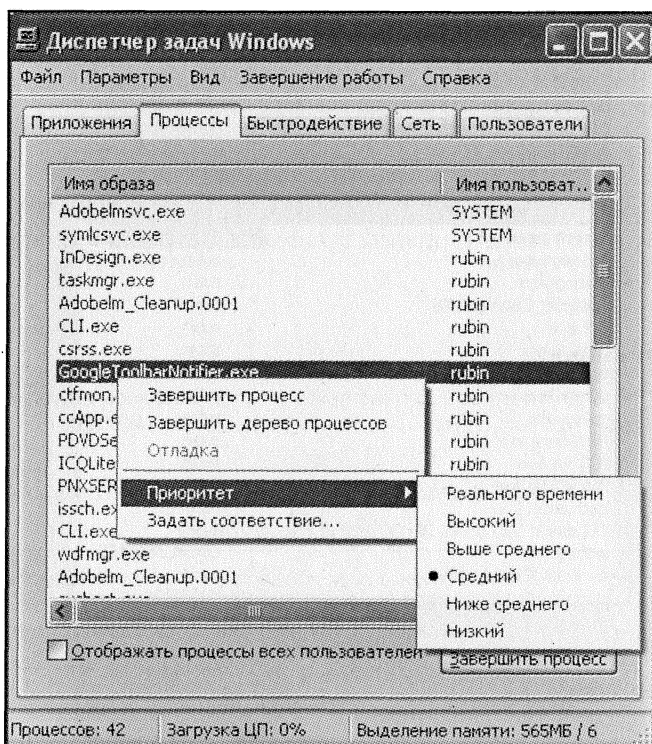 Диспетчер задач Windows
Файл Параметры Вид Завершение работы Справка
Приложения Процессы Быстродействие Сеть Пользователи
Имя образа Имя пользоват...
Adobelmsvc.exe SYSTEM
symlcsvc.exe SYSTEM
InDesign.exe rubin
taskmgr.exe rubin
Adobelm_Cleanup.0001 rubin
CLI.exe rubin
csrss.exe rubin
GoogleToolbarNotifier.exe rubin
ctfmon. rubin
ccApp.e rubin
PDVDSe rubin
ICQLite rubin
PNXSER
issch.ex
CLI.exe
wdfmgr.exe
Adobelm_Cleanup.0001
Завершить процесс
Завершить дерево процессов
Отладка
Приоритет
Задать соответствие...
Реального времени
Высокий
Выше среднего
Средний
Ниже среднего
Низкий
Отображать процессы всех пользователей
Завершить процесс
Процессов: 42 Загрузка ЦП: 0% Выделение памяти: 565МБ / 6